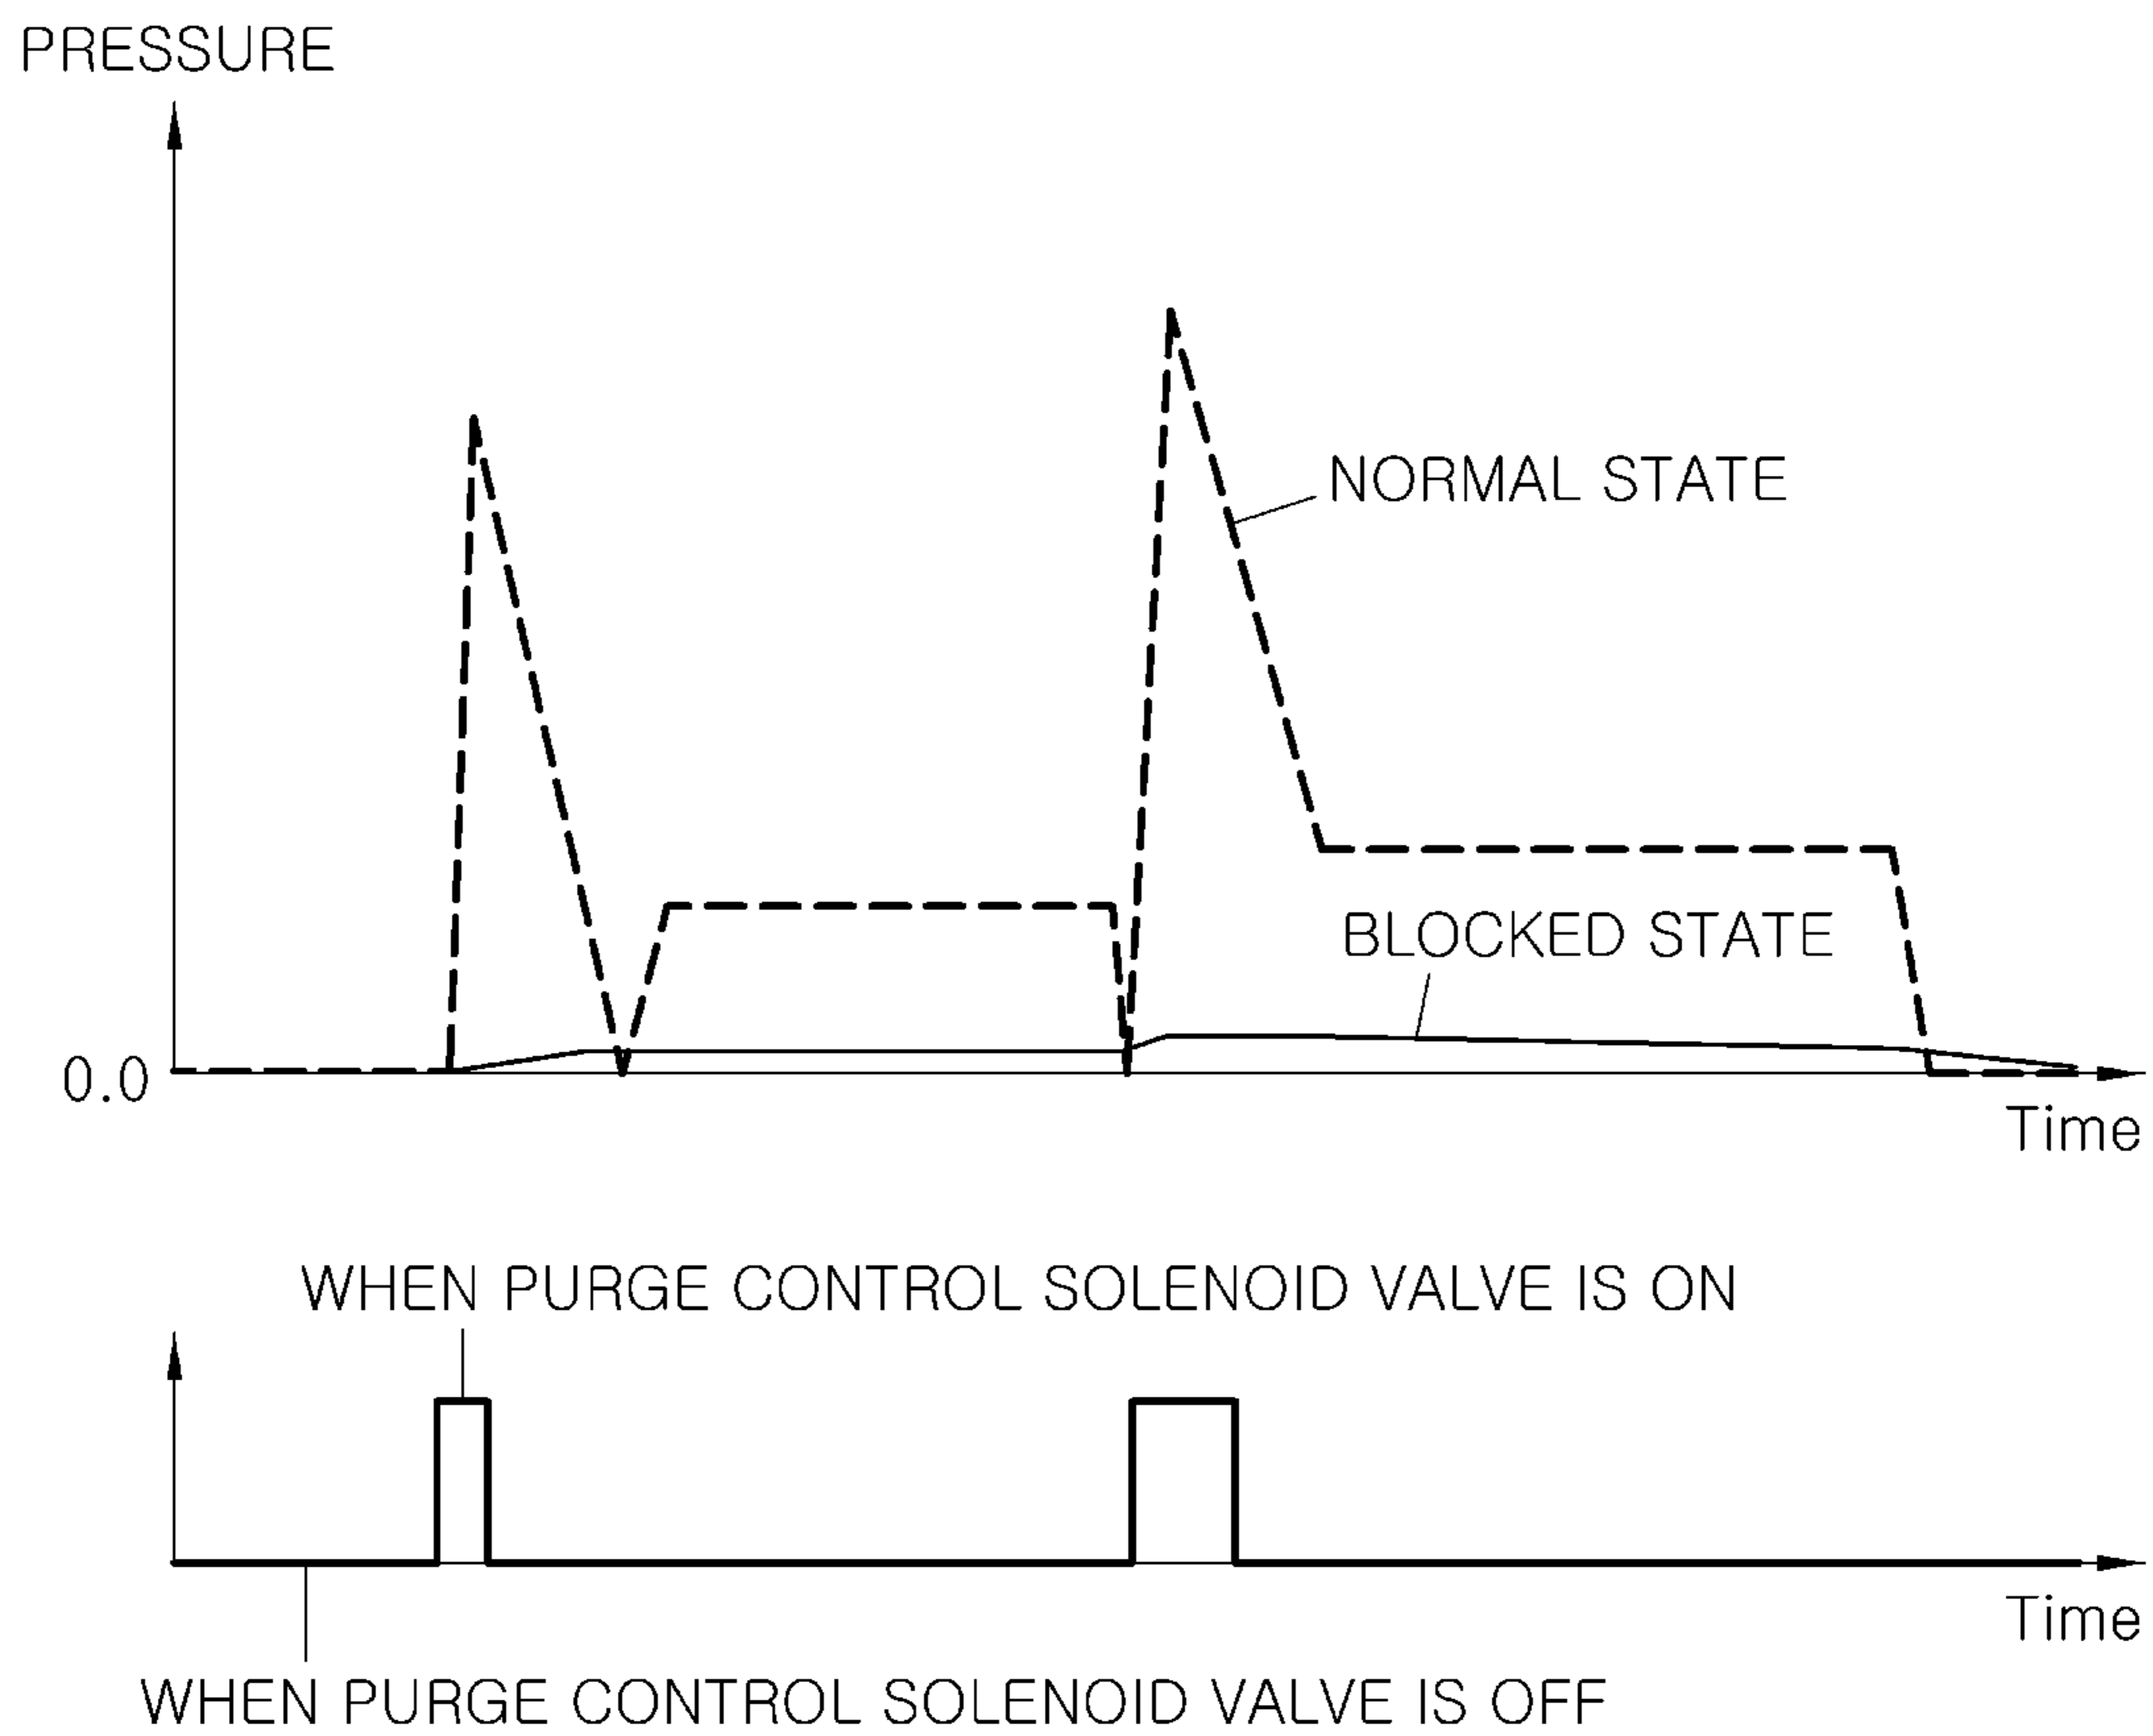 PRESSURE
NORMAL STATE
BLOCKED STATE
0.0
Time
WHEN PURGE CONTROL SOLENOID VALVE IS ON
Time
WHEN PURGE CONTROL SOLENOID VALVE IS OFF